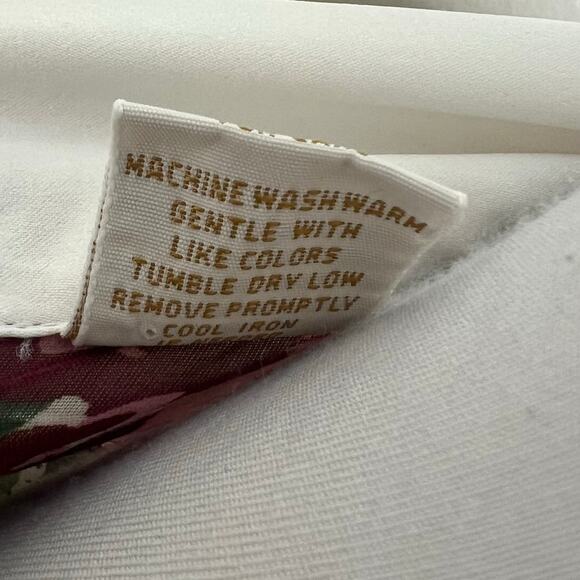 MACHINE WASH WARM
GENTLE WITH
LIKE COLORS
TUMBLE DRY LOW
REMOVE PROMPTLY
COOL IRON